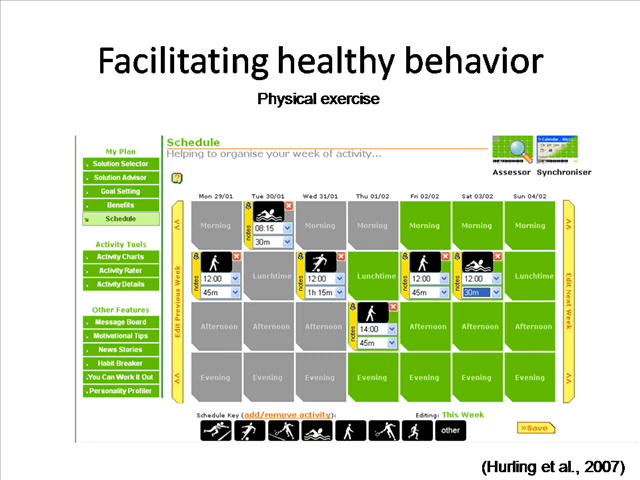 Facilitating healthy behavior
Physical exercise
My Plan
Solution Selector
Solution Advisor
Goal Setting
Benefits
Schedule
Activity Tools
Activity Charts
Activity Rater
Activity Details
Other Features
Message Board
Motivational Tips
News Stories
Habit Breaker
You Can Work It Out
Personality Profiler
Schedule
Helping to organise your week of activity...
Assessor Synchroniser
Mon 29/01 Tue 30/01 Wed 31/01 Thu 01/02 Fri 02/02 Sat 03/02 Sun 04/02
Edit Previous Week
Morning notes 08:15 30m Morning Morning Morning Morning Morning
notes 12:00 45m Lunchtime notes 12:00 1h 15m Lunchtime notes 12:00 45m notes 12:00 30m Lunchtime
Afternoon Afternoon Afternoon notes 14:00 45m Afternoon Afternoon Afternoon
Evening Evening Evening Evening Evening Evening Evening
Edit Next Week
Schedule Key (add/remove activity): Editing: This Week
other
»Save
(Hurling et al., 2007)